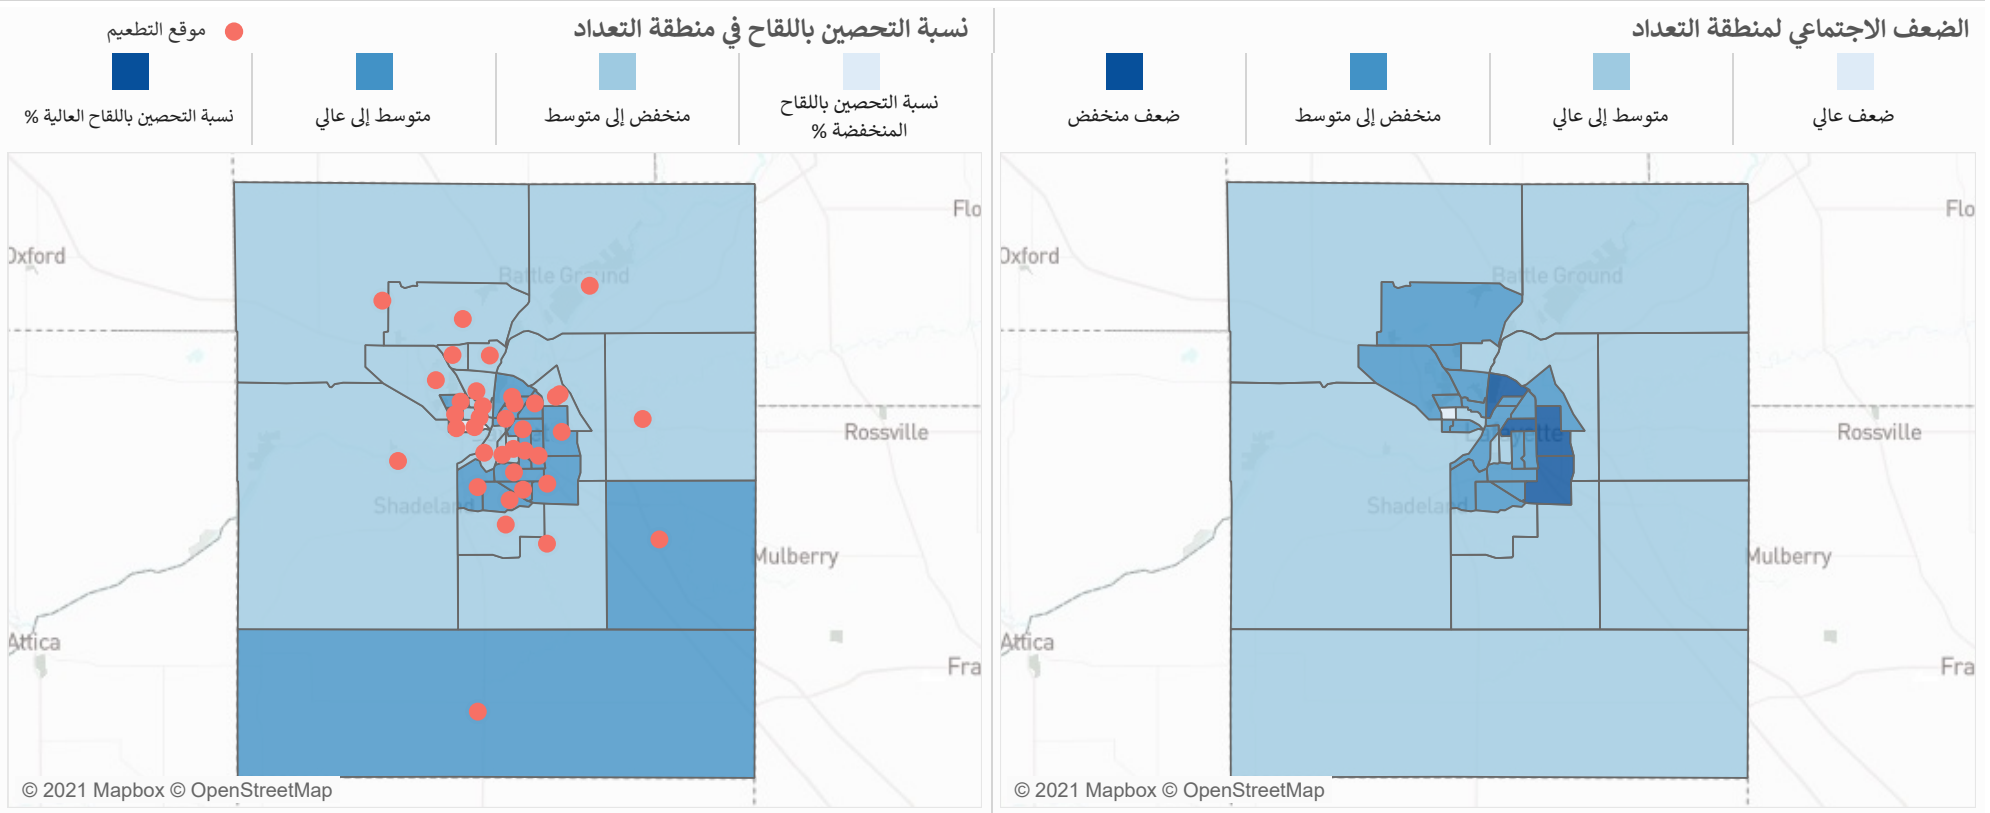 الضعف الاجتماعي لمنطقة التعداد
ضعف عالي
متوسط إلى عالي
منخفض إلى متوسط
ضعف منخفض
Flo
Oxford
Battle Ground
Rossville
Lafayette
Shadeland
Mulberry
Attica
Fra
© 2021 Mapbox © OpenStreetMap
نسبة التحصين باللقاح في منطقة التعداد
موقع التطعيم
نسبة التحصين باللقاح
المنخفضة %
منخفض إلى متوسط
متوسط إلى عالي
نسبة التحصين باللقاح العالية %
Flo
Oxford
Battle Ground
Rossville
Shadeland
Mulberry
Attica
Fra
© 2021 Mapbox © OpenStreetMap